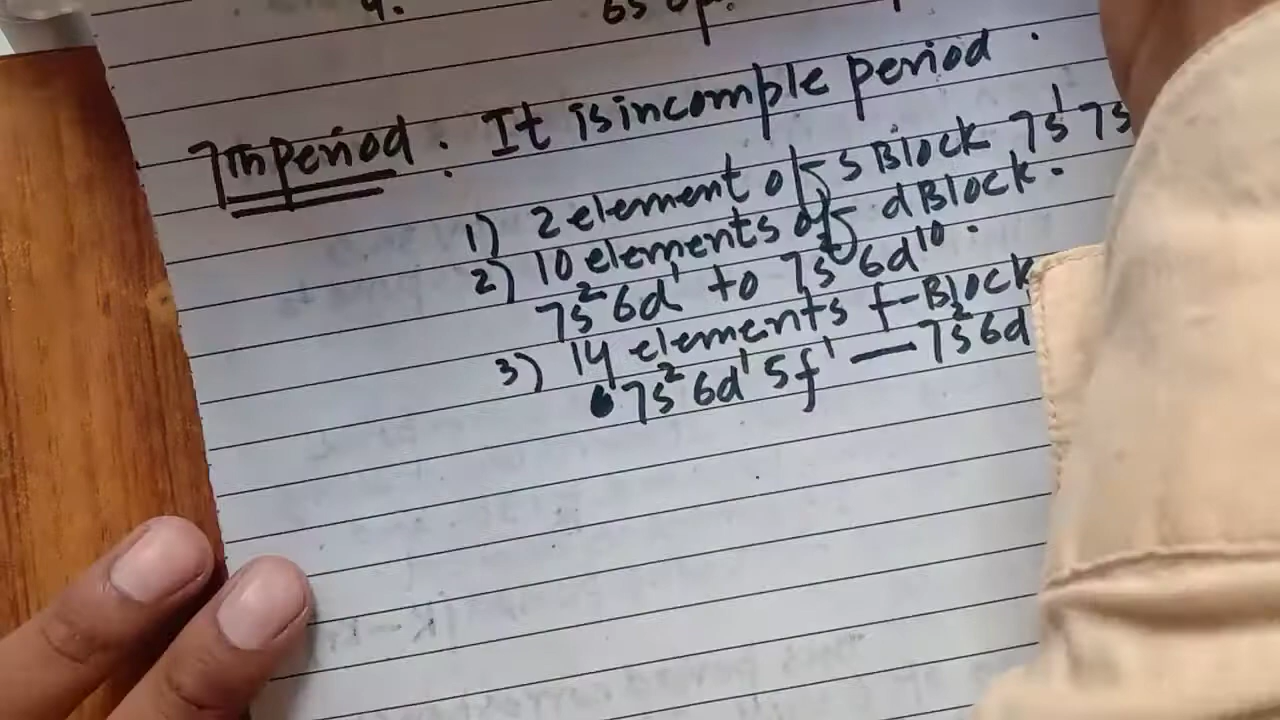 7th period . It is incomple period .
1) 2 element of s Block 7s¹ 7s
2) 10 elements of d Block .
7s² 6d¹ to 7s² 6d¹⁰ .
3) 14 elements f-Block
7s² 6d¹ 5f¹ — 7s² 6d